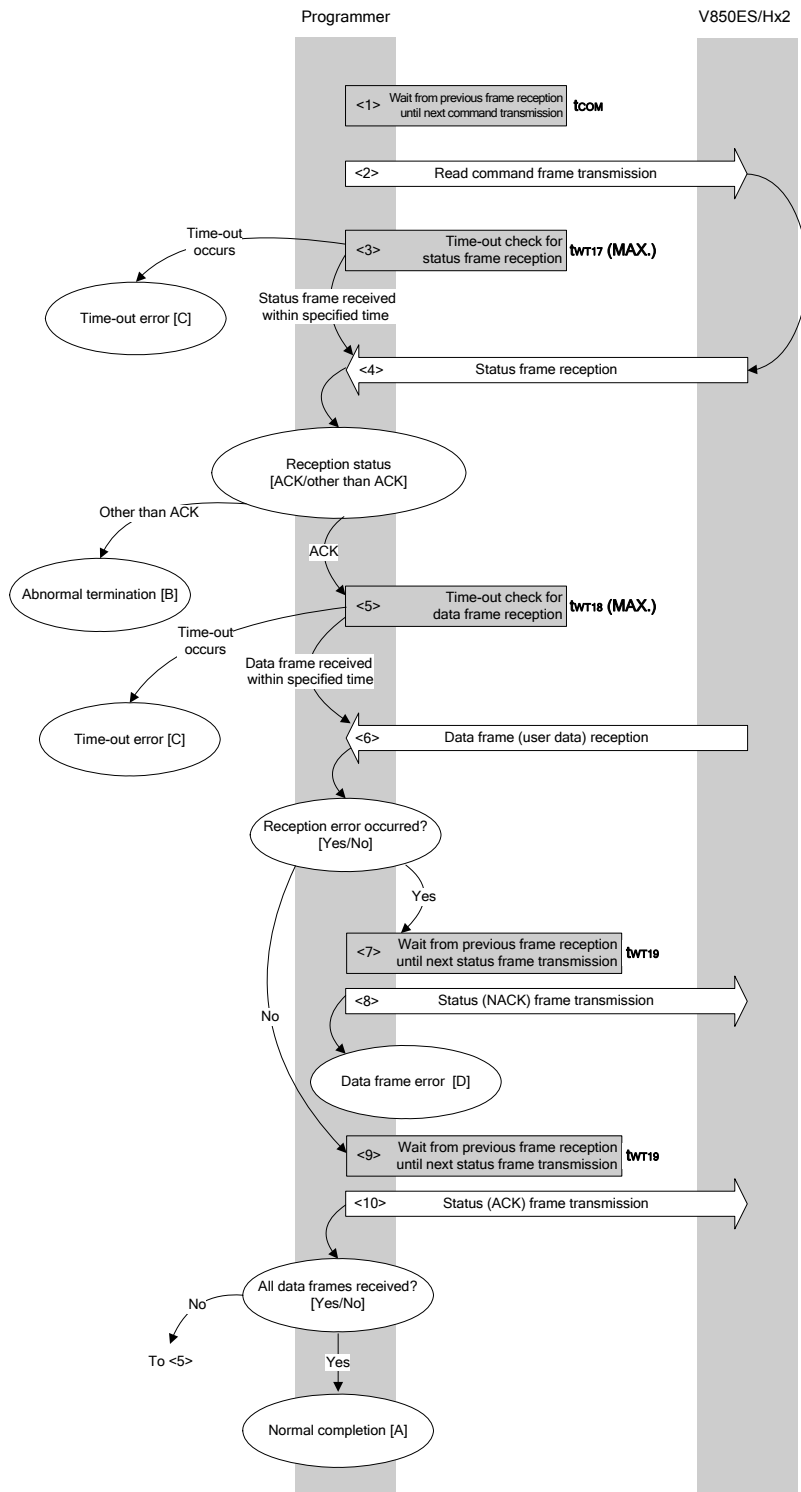 Programmer
V850ES/Hx2
<1> Wait from previous frame reception
until next command transmission
tCOM
<2> Read command frame transmission
Time-out
occurs
<3> Time-out check for
status frame reception
tWT17 (MAX.)
Time-out error [C]
Status frame received
within specified time
<4> Status frame reception
Reception status
[ACK/other than ACK]
Other than ACK
ACK
Abnormal termination [B]
<5> Time-out check for
data frame reception
tWT18 (MAX.)
Time-out
occurs
Data frame received
within specified time
Time-out error [C]
<6> Data frame (user data) reception
Reception error occurred?
[Yes/No]
Yes
<7> Wait from previous frame reception
until next status frame transmission
tWT19
<8> Status (NACK) frame transmission
No
Data frame error [D]
<9> Wait from previous frame reception
until next status frame transmission
tWT19
<10> Status (ACK) frame transmission
All data frames received?
[Yes/No]
No
To <5>
Yes
Normal completion [A]